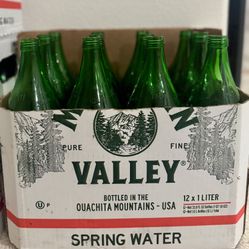 PURE FINE
VALLEY®
BOTTLED IN THE
OUACHITA MOUNTAINS - USA
12 x 1 LITER
SPRING WATER